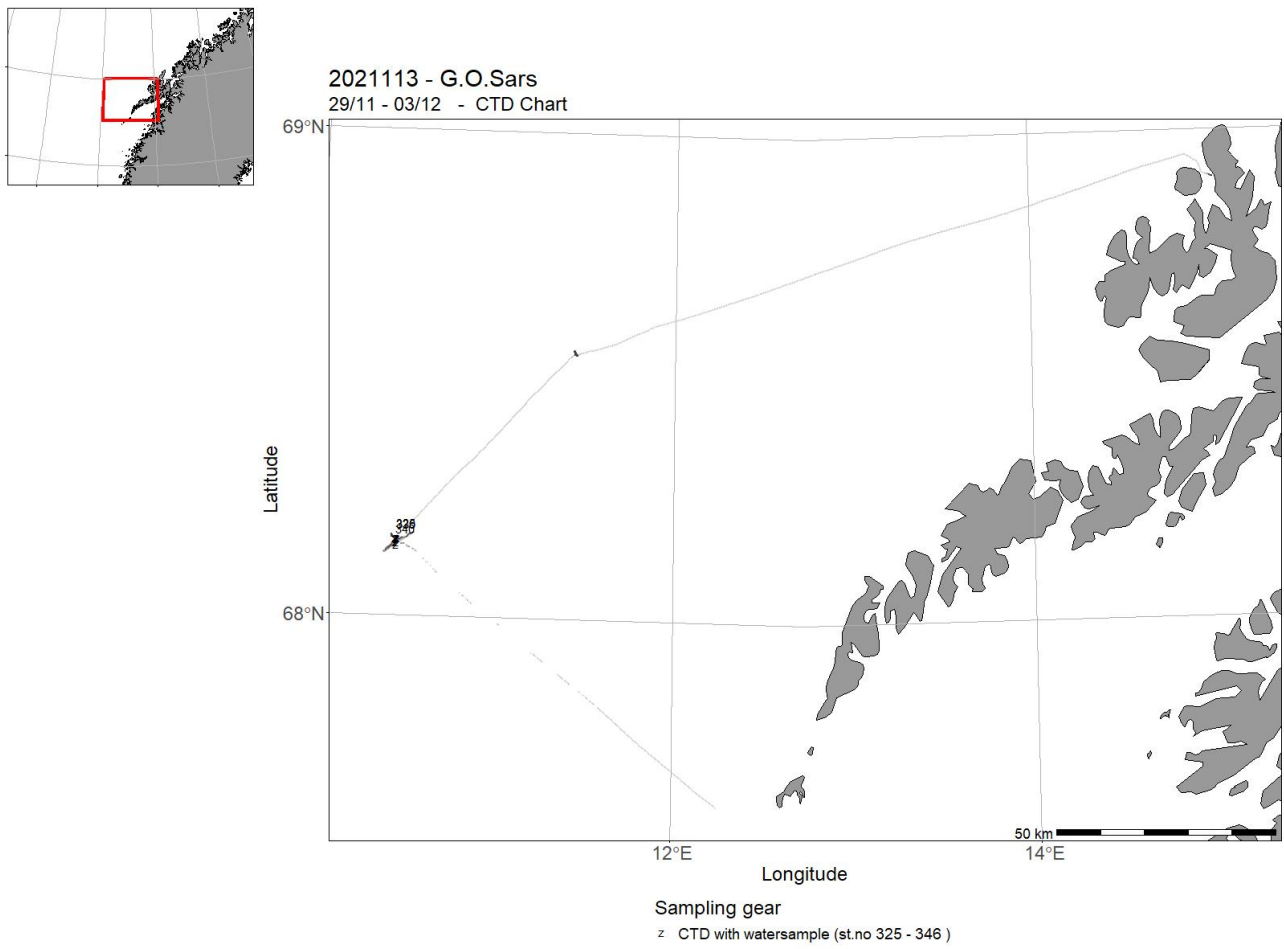 2021113 - G.O.Sars
29/11 - 03/12 - CTD Chart
69°N
Latitude
68°N
50 km
12°E
14°E
Longitude
Sampling gear
z CTD with watersample (st.no 325 - 346 )